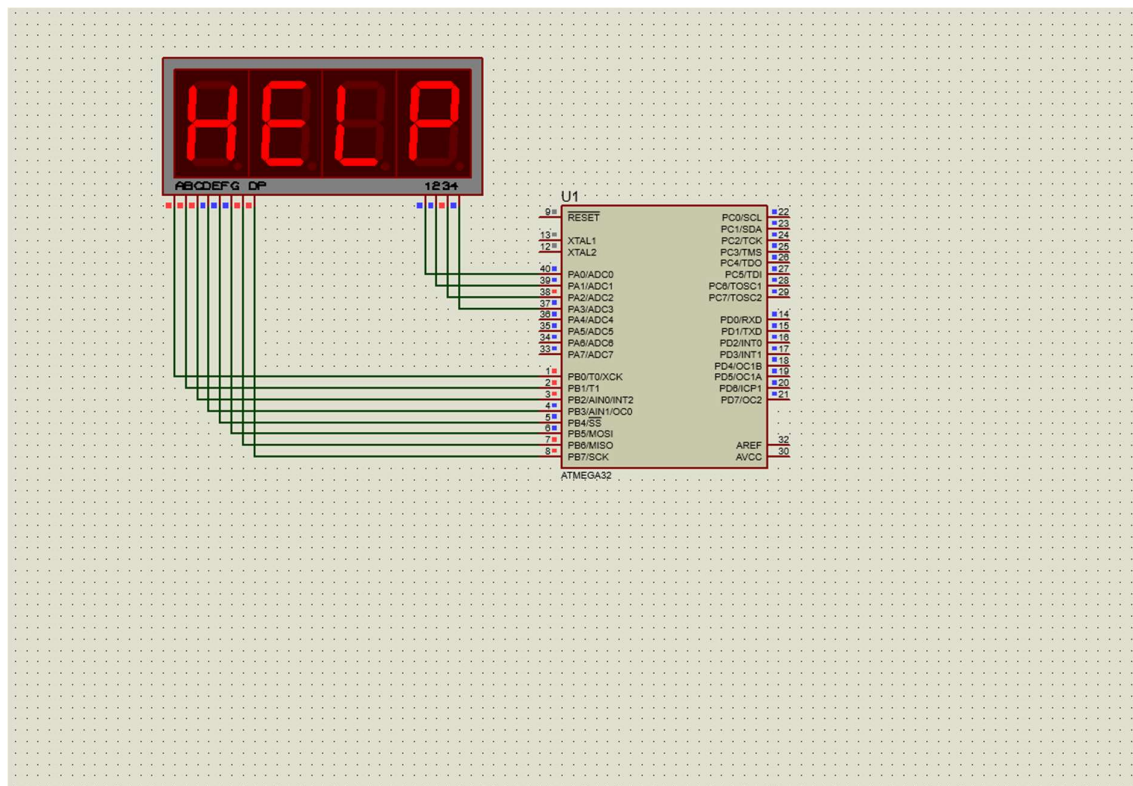 HELP
ABCDEFG DP 1234
U1
9 RESET PC0/SCL 22
PC1/SDA 23
13 XTAL1 PC2/TCK 24
12 XTAL2 PC3/TMS 25
PC4/TDO 26
40 PA0/ADC0 PC5/TDI 27
39 PA1/ADC1 PC6/TOSC1 28
38 PA2/ADC2 PC7/TOSC2 29
37 PA3/ADC3
36 PA4/ADC4 PD0/RXD 14
35 PA5/ADC5 PD1/TXD 15
34 PA6/ADC6 PD2/INT0 16
33 PA7/ADC7 PD3/INT1 17
PD4/OC1B 18
1 PB0/T0/XCK PD5/OC1A 19
2 PB1/T1 PD6/ICP1 20
3 PB2/AIN0/INT2 PD7/OC2 21
4 PB3/AIN1/OC0
5 PB4/SS
6 PB5/MOSI
7 PB6/MISO AREF 32
8 PB7/SCK AVCC 30
ATMEGA32